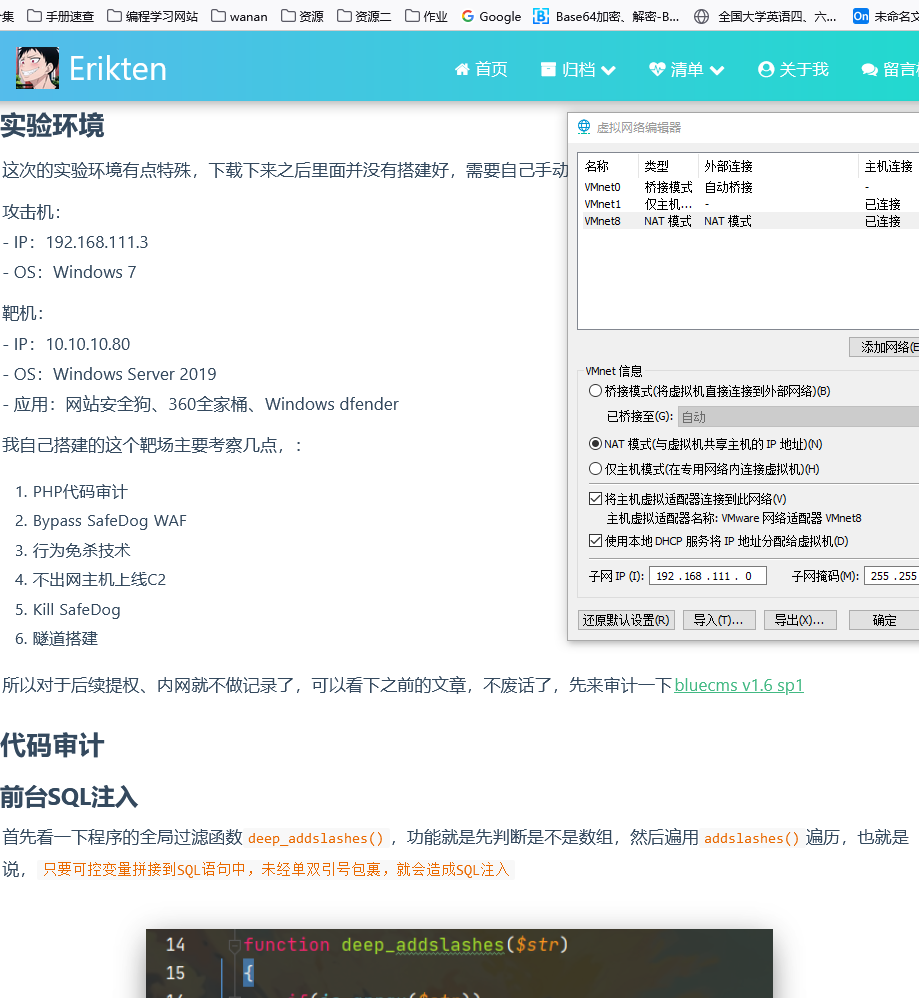 集 手册速查 编程学习网站 wanan 资源 资源二 作业 Google Base64加密、解密-B... 全国大学英语四、六... On 未命名文
Erikten 首页 归档 清单 关于我 留言
实验环境
这次的实验环境有点特殊，下载下来之后里面并没有搭建好，需要自己手动
攻击机：
- IP：192.168.111.3
- OS：Windows 7
靶机：
- IP：10.10.10.80
- OS：Windows Server 2019
- 应用：网站安全狗、360全家桶、Windows dfender
我自己搭建的这个靶场主要考察几点，：
1. PHP代码审计
2. Bypass SafeDog WAF
3. 行为免杀技术
4. 不出网主机上线C2
5. Kill SafeDog
6. 隧道搭建
虚拟网络编辑器
名称 类型 外部连接 主机连接
VMnet0 桥接模式 自动桥接 -
VMnet1 仅主机... - 已连接
VMnet8 NAT 模式 NAT 模式 已连接
添加网络(E
VMnet 信息
桥接模式(将虚拟机直接连接到外部网络)(B)
已桥接至(G): 自动
NAT 模式(与虚拟机共享主机的 IP 地址)(N)
仅主机模式(在专用网络内连接虚拟机)(H)
将主机虚拟适配器连接到此网络(V)
主机虚拟适配器名称: VMware 网络适配器 VMnet8
使用本地 DHCP 服务将 IP 地址分配给虚拟机(D)
子网 IP (I): 192 . 168 . 111 . 0 子网掩码(M): 255 . 255
还原默认设置(R) 导入(T)... 导出(X)... 确定
所以对于后续提权、内网就不做记录了，可以看下之前的文章，不废话了，先来审计一下 bluecms v1.6 sp1
代码审计
前台SQL注入
首先看一下程序的全局过滤函数 deep_addslashes() ，功能就是先判断是不是数组，然后遍用 addslashes() 遍历，也就是
说， 只要可控变量拼接到SQL语句中，未经单双引号包裹，就会造成SQL注入
14 function deep_addslashes($str)
15 {